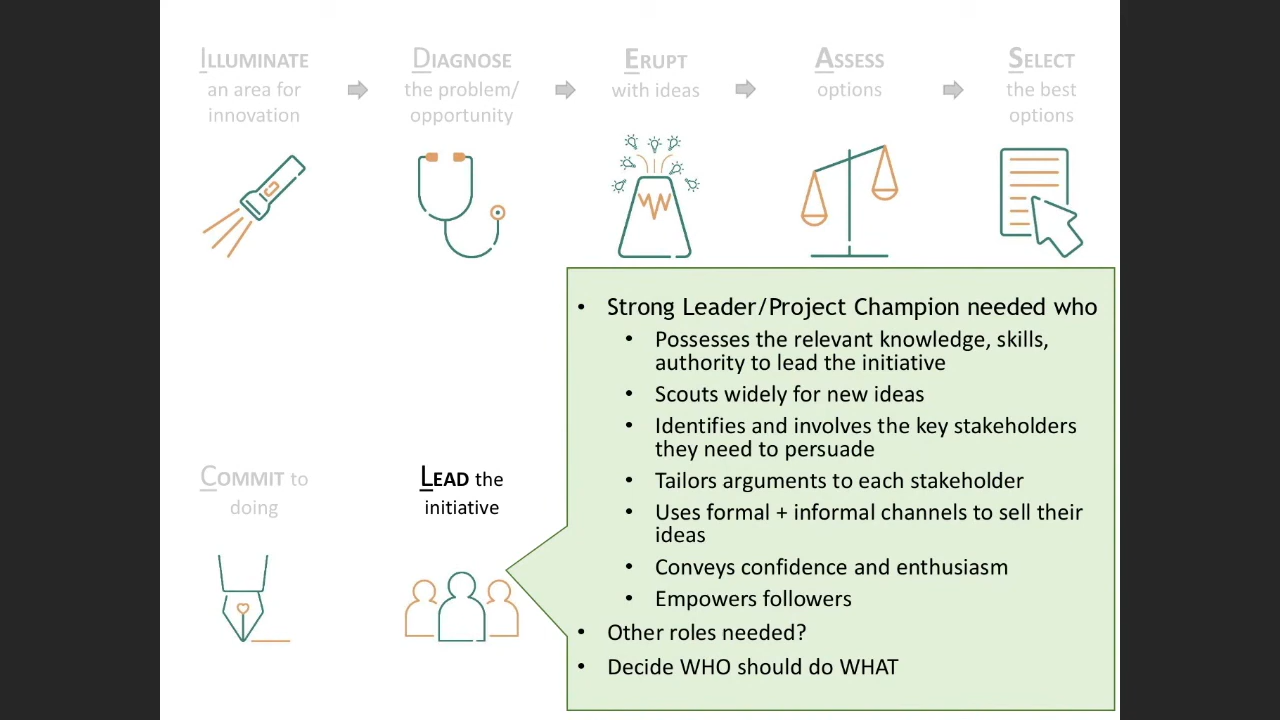 ILLUMINATE
an area for
innovation
DIAGNOSE
the problem/
opportunity
ERUPT
with ideas
ASSESS
options
SELECT
the best
options
COMMIT to
doing
LEAD the
initiative
• Strong Leader/Project Champion needed who
• Possesses the relevant knowledge, skills,
authority to lead the initiative
• Scouts widely for new ideas
• Identifies and involves the key stakeholders
they need to persuade
• Tailors arguments to each stakeholder
• Uses formal + informal channels to sell their
ideas
• Conveys confidence and enthusiasm
• Empowers followers
• Other roles needed?
• Decide WHO should do WHAT